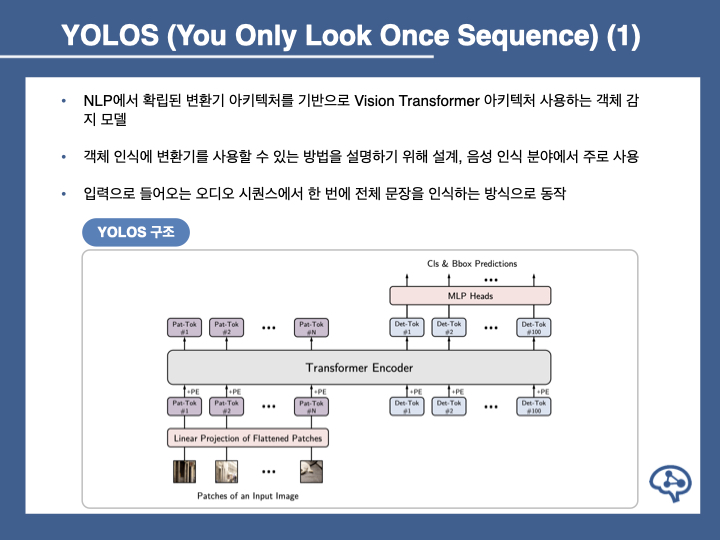 YOLOS (You Only Look Once Sequence) (1)
• NLP에서 확립된 변환기 아키텍처를 기반으로 Vision Transformer 아키텍처 사용하는 객체 감
지 모델
• 객체 인식에 변환기를 사용할 수 있는 방법을 설명하기 위해 설계, 음성 인식 분야에서 주로 사용
• 입력으로 들어오는 오디오 시퀀스에서 한 번에 전체 문장을 인식하는 방식으로 동작
YOLOS 구조
Cls & Bbox Predictions
•••
MLP Heads
Pat-Tok #1 Pat-Tok #2 ••• Pat-Tok #N Det-Tok #1 Det-Tok #2 ••• Det-Tok #100
Transformer Encoder
+PE +PE +PE +PE +PE +PE
Pat-Tok #1 Pat-Tok #2 ••• Pat-Tok #N Det-Tok #1 Det-Tok #2 ••• Det-Tok #100
Linear Projection of Flattened Patches
•••
Patches of an Input Image